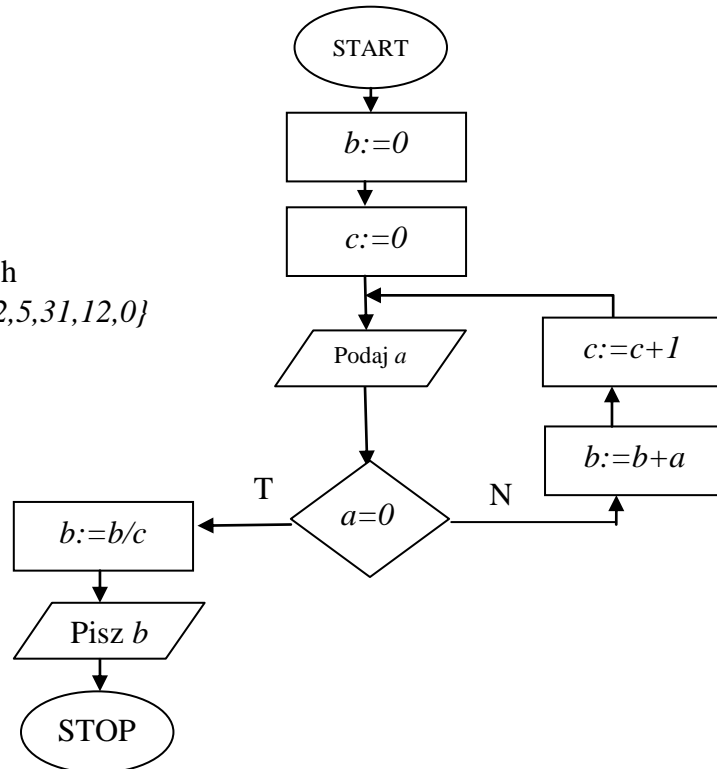 START
b:=0
c:=0
2,5,31,12,0}
Podaj a
c:=c+1
b:=b+a
T
N
a=0
b:=b/c
Pisz b
STOP